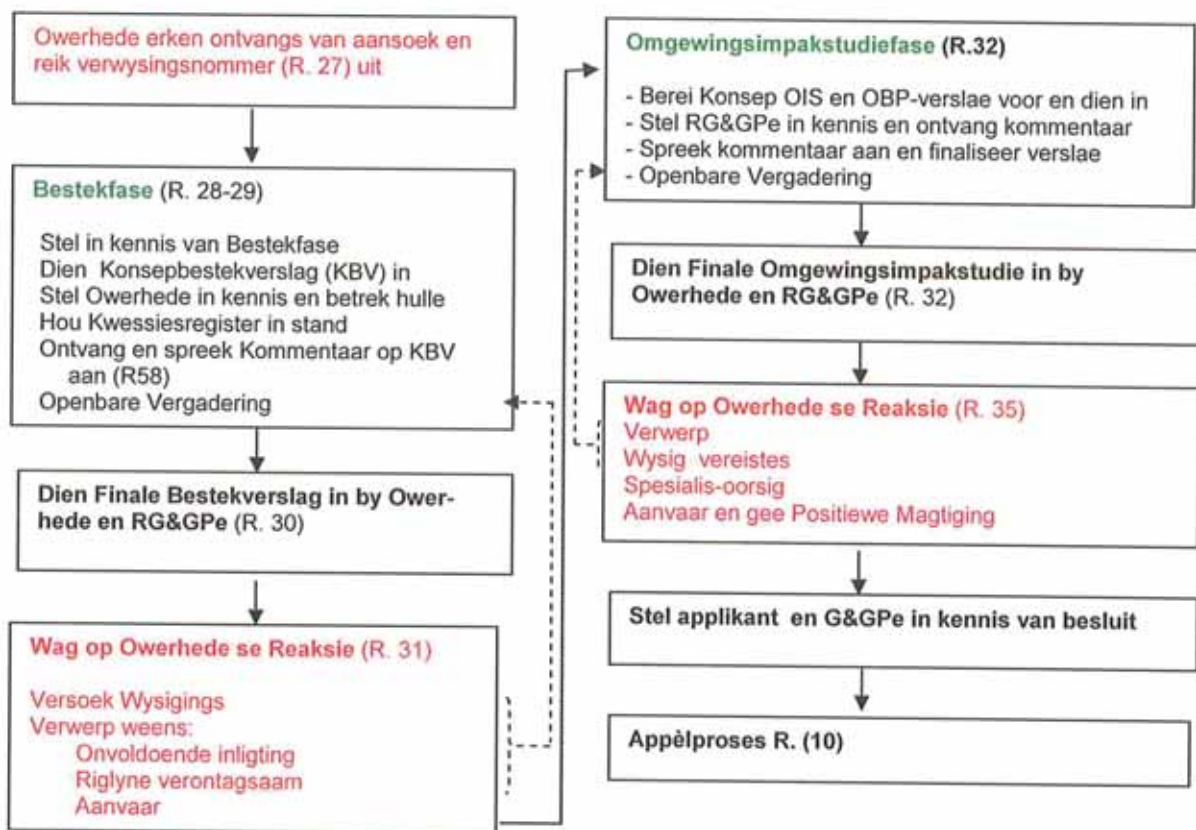 Owerhede erken ontvangs van aansoek en
reik verwysingsnommer (R. 27) uit
Bestekfase (R. 28-29)
Stel in kennis van Bestekfase
Dien Konsepbestekverslag (KBV) in
Stel Owerhede in kennis en betrek hulle
Hou Kwessiesregister in stand
Ontvang en spreek Kommentaar op KBV
aan (R58)
Openbare Vergadering
Dien Finale Bestekverslag in by Ower-
hede en RG&GPe (R. 30)
Wag op Owerhede se Reaksie (R. 31)
Versoek Wysigings
Verwerp weens:
Onvoldoende inligting
Riglyne verontagsaam
Aanvaar
Omgewingsimpakstudiefase (R.32)
- Berei Konsep OIS en OBP-verslae voor en dien in
- Stel RG&GPe in kennis en ontvang kommentaar
- Spreek kommentaar aan en finaliseer verslae
- Openbare Vergadering
Dien Finale Omgewingsimpakstudie in by
Owerhede en RG&GPe (R. 32)
Wag op Owerhede se Reaksie (R. 35)
Verwerp
Wysig vereistes
Spesialis-oorsig
Aanvaar en gee Positiewe Magtiging
Stel applikant en G&GPe in kennis van besluit
Appèlproses R. (10)